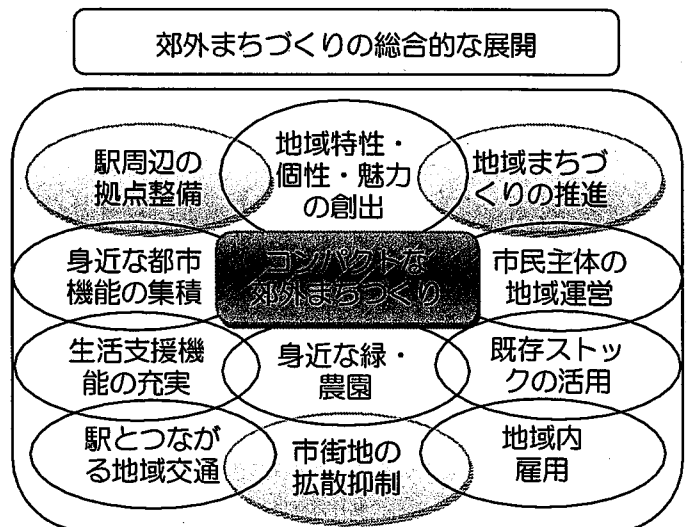 郊外まちづくりの総合的な展開
駅周辺の
拠点整備
地域特性・
個性・魅力
の創出
地域まちづ
くりの推進
身近な都市
機能の集積
コンパクトな
郊外まちづくり
市民主体の
地域運営
生活支援機
能の充実
身近な緑・
農園
既存ストッ
クの活用
駅とつなが
る地域交通
市街地の
拡散抑制
地域内
雇用